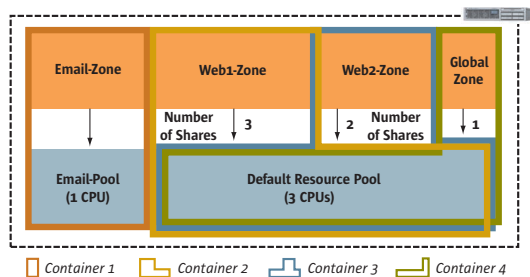 Email-Zone
Web1-Zone
Web2-Zone
Global
Zone
Number
of Shares
3
2
Number
of Shares
1
Email-Pool
(1 CPU)
Default Resource Pool
(3 CPUs)
Container 1
Container 2
Container 3
Container 4